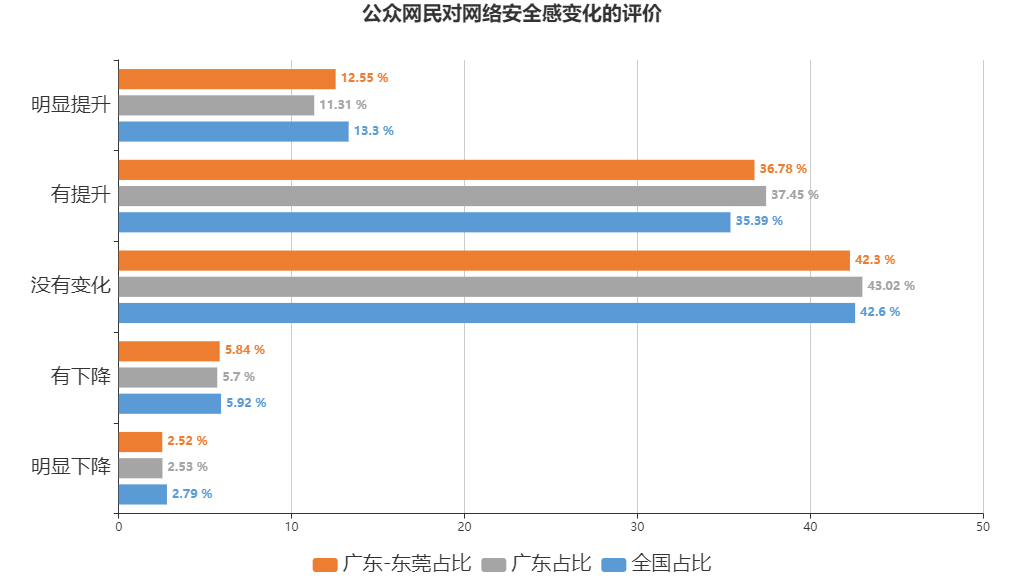 公众网民对网络安全感变化的评价
明显提升
12.55 %
11.31 %
13.3 %
有提升
36.78 %
37.45 %
35.39 %
没有变化
42.3 %
43.02 %
42.6 %
有下降
5.84 %
5.7 %
5.92 %
明显下降
2.52 %
2.53 %
2.79 %
0 10 20 30 40 50
广东-东莞占比 广东占比 全国占比